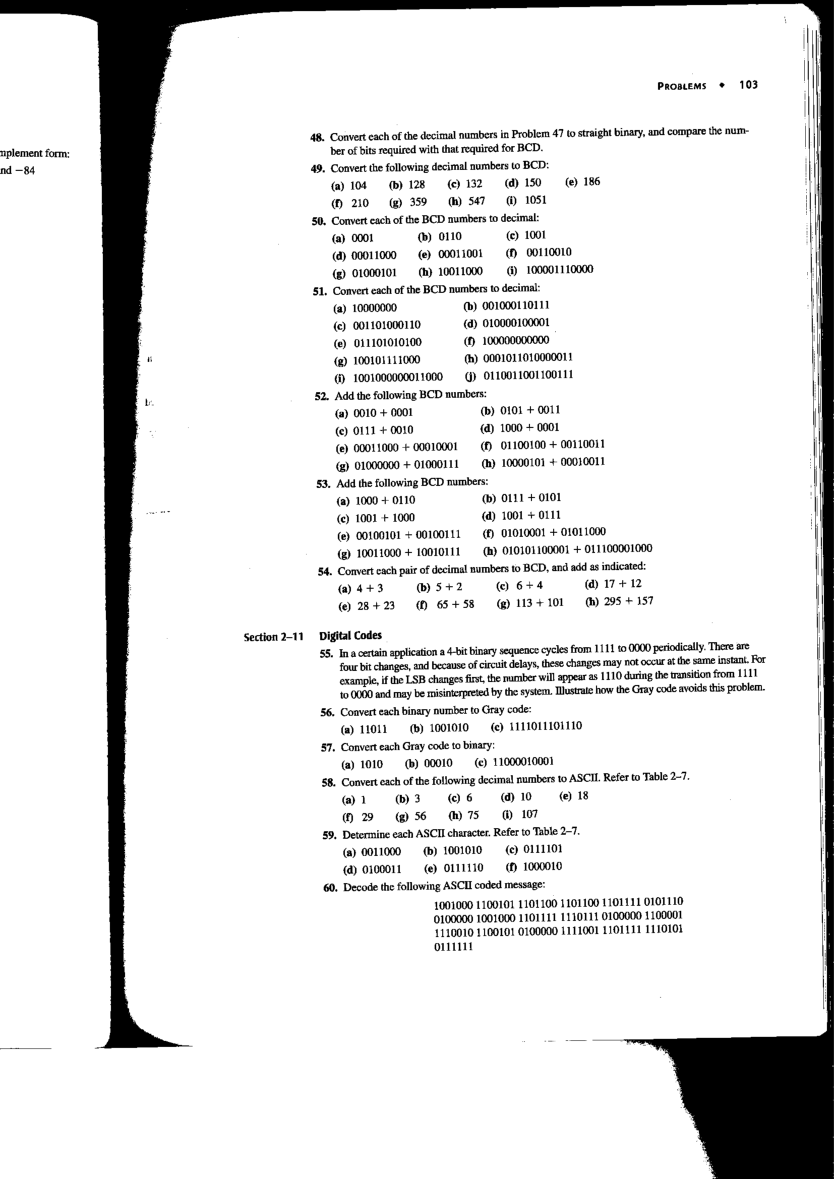 PROBLEMS ◆ 103
mplement form:
nd −84
48. Convert each of the decimal numbers in Problem 47 to straight binary, and compare the num-
ber of bits required with that required for BCD.
49. Convert the following decimal numbers to BCD:
(a) 104 (b) 128 (c) 132 (d) 150 (e) 186
(f) 210 (g) 359 (h) 547 (i) 1051
50. Convert each of the BCD numbers to decimal:
(a) 0001 (b) 0110 (c) 1001
(d) 00011000 (e) 00011001 (f) 00110010
(g) 01000101 (h) 10011000 (i) 100001110000
51. Convert each of the BCD numbers to decimal:
(a) 10000000 (b) 001000110111
(c) 001101000110 (d) 010000100001
(e) 011101010100 (f) 100000000000
(g) 100101111000 (h) 0001011010000011
(i) 1001000000011000 (j) 0110011001100111
52. Add the following BCD numbers:
(a) 0010 + 0001 (b) 0101 + 0011
(c) 0111 + 0010 (d) 1000 + 0001
(e) 00011000 + 00010001 (f) 01100100 + 00110011
(g) 01000000 + 01000111 (h) 10000101 + 00010011
53. Add the following BCD numbers:
(a) 1000 + 0110 (b) 0111 + 0101
(c) 1001 + 1000 (d) 1001 + 0111
(e) 00100101 + 00100111 (f) 01010001 + 01011000
(g) 10011000 + 10010111 (h) 010101100001 + 011100001000
54. Convert each pair of decimal numbers to BCD, and add as indicated:
(a) 4 + 3 (b) 5 + 2 (c) 6 + 4 (d) 17 + 12
(e) 28 + 23 (f) 65 + 58 (g) 113 + 101 (h) 295 + 157
Section 2–11 Digital Codes
55. In a certain application a 4-bit binary sequence cycles from 1111 to 0000 periodically. There are
four bit changes, and because of circuit delays, these changes may not occur at the same instant. For
example, if the LSB changes first, the number will appear as 1110 during the transition from 1111
to 0000 and may be misinterpreted by the system. Illustrate how the Gray code avoids this problem.
56. Convert each binary number to Gray code:
(a) 11011 (b) 1001010 (c) 1111011101110
57. Convert each Gray code to binary:
(a) 1010 (b) 00010 (c) 11000010001
58. Convert each of the following decimal numbers to ASCII. Refer to Table 2–7.
(a) 1 (b) 3 (c) 6 (d) 10 (e) 18
(f) 29 (g) 56 (h) 75 (i) 107
59. Determine each ASCII character. Refer to Table 2–7.
(a) 0011000 (b) 1001010 (c) 0111101
(d) 0100011 (e) 0111110 (f) 1000010
60. Decode the following ASCII coded message:
1001000 1100101 1101100 1101100 1101111 0101110
0100000 1001000 1101111 1110111 0100000 1100001
1110010 1100101 0100000 1111001 1101111 1110101
0111111